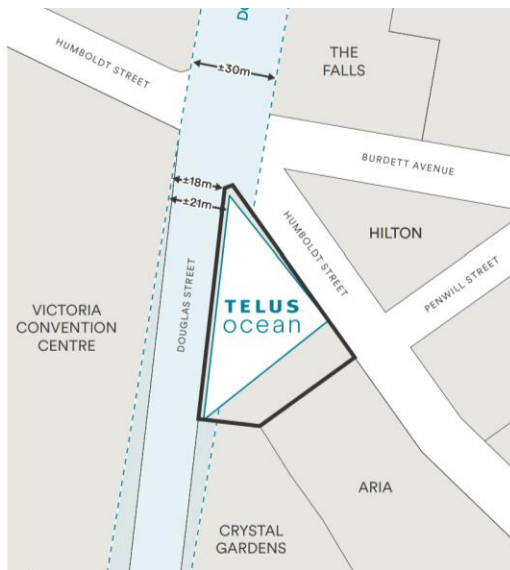 DO
HUMBOLDT STREET
±30m
THE
FALLS
BURDETT AVENUE
±18m
±21m
HUMBOLDT STREET
HILTON
PENWILL STREET
TELUS
ocean
DOUGLAS STREET
VICTORIA
CONVENTION
CENTRE
ARIA
CRYSTAL
GARDENS